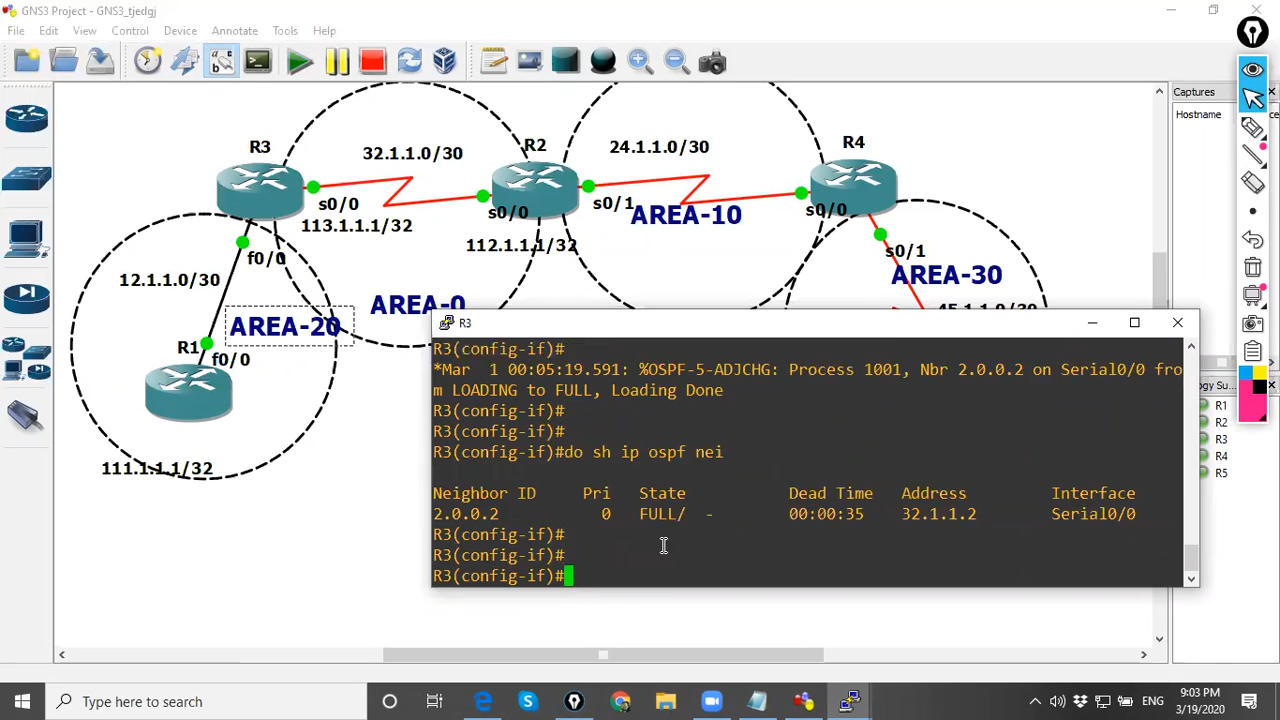 GNS3 Project - GNS3_tjedgj
File Edit View Control Device Annotate Tools Help
Captures
Hostname
R3
32.1.1.0/30
R2
24.1.1.0/30
R4
s0/0
113.1.1.1/32
s0/0
112.1.1.1/32
s0/1
AREA-10
s0/0
s0/1
AREA-30
f0/0
12.1.1.0/30
AREA-0
AREA-20
R1
f0/0
111.1.1.1/32
R3
R3(config-if)#
*Mar  1 00:05:19.591: %OSPF-5-ADJCHG: Process 1001, Nbr 2.0.0.2 on Serial0/0 fro
m LOADING to FULL, Loading Done
R3(config-if)#
R3(config-if)#
R3(config-if)#do sh ip ospf nei
Neighbor ID     Pri   State           Dead Time   Address         Interface
2.0.0.2           0   FULL/  -        00:00:35    32.1.1.2        Serial0/0
R3(config-if)#
R3(config-if)#
R3(config-if)#
R1
R2
R3
R4
R5
Type here to search
ENG
9:03 PM
3/19/2020